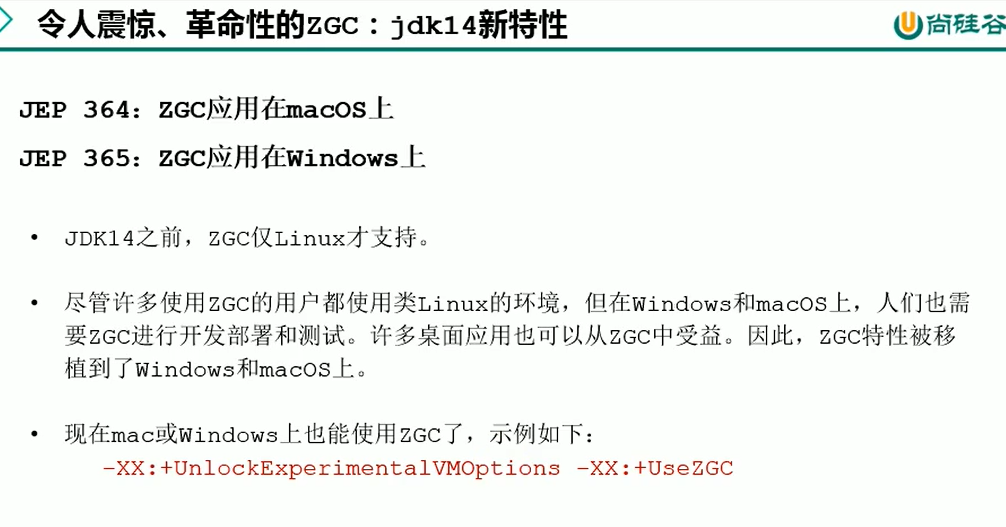 令人震惊、革命性的ZGC：jdk14新特性
尚硅谷
JEP 364：ZGC应用在macOS上
JEP 365：ZGC应用在Windows上
• JDK14之前，ZGC仅Linux才支持。
• 尽管许多使用ZGC的用户都使用类Linux的环境，但在Windows和macOS上，人们也需
要ZGC进行开发部署和测试。许多桌面应用也可以从ZGC中受益。因此，ZGC特性被移
植到了Windows和macOS上。
• 现在mac或Windows上也能使用ZGC了，示例如下：
-XX:+UnlockExperimentalVMOptions -XX:+UseZGC